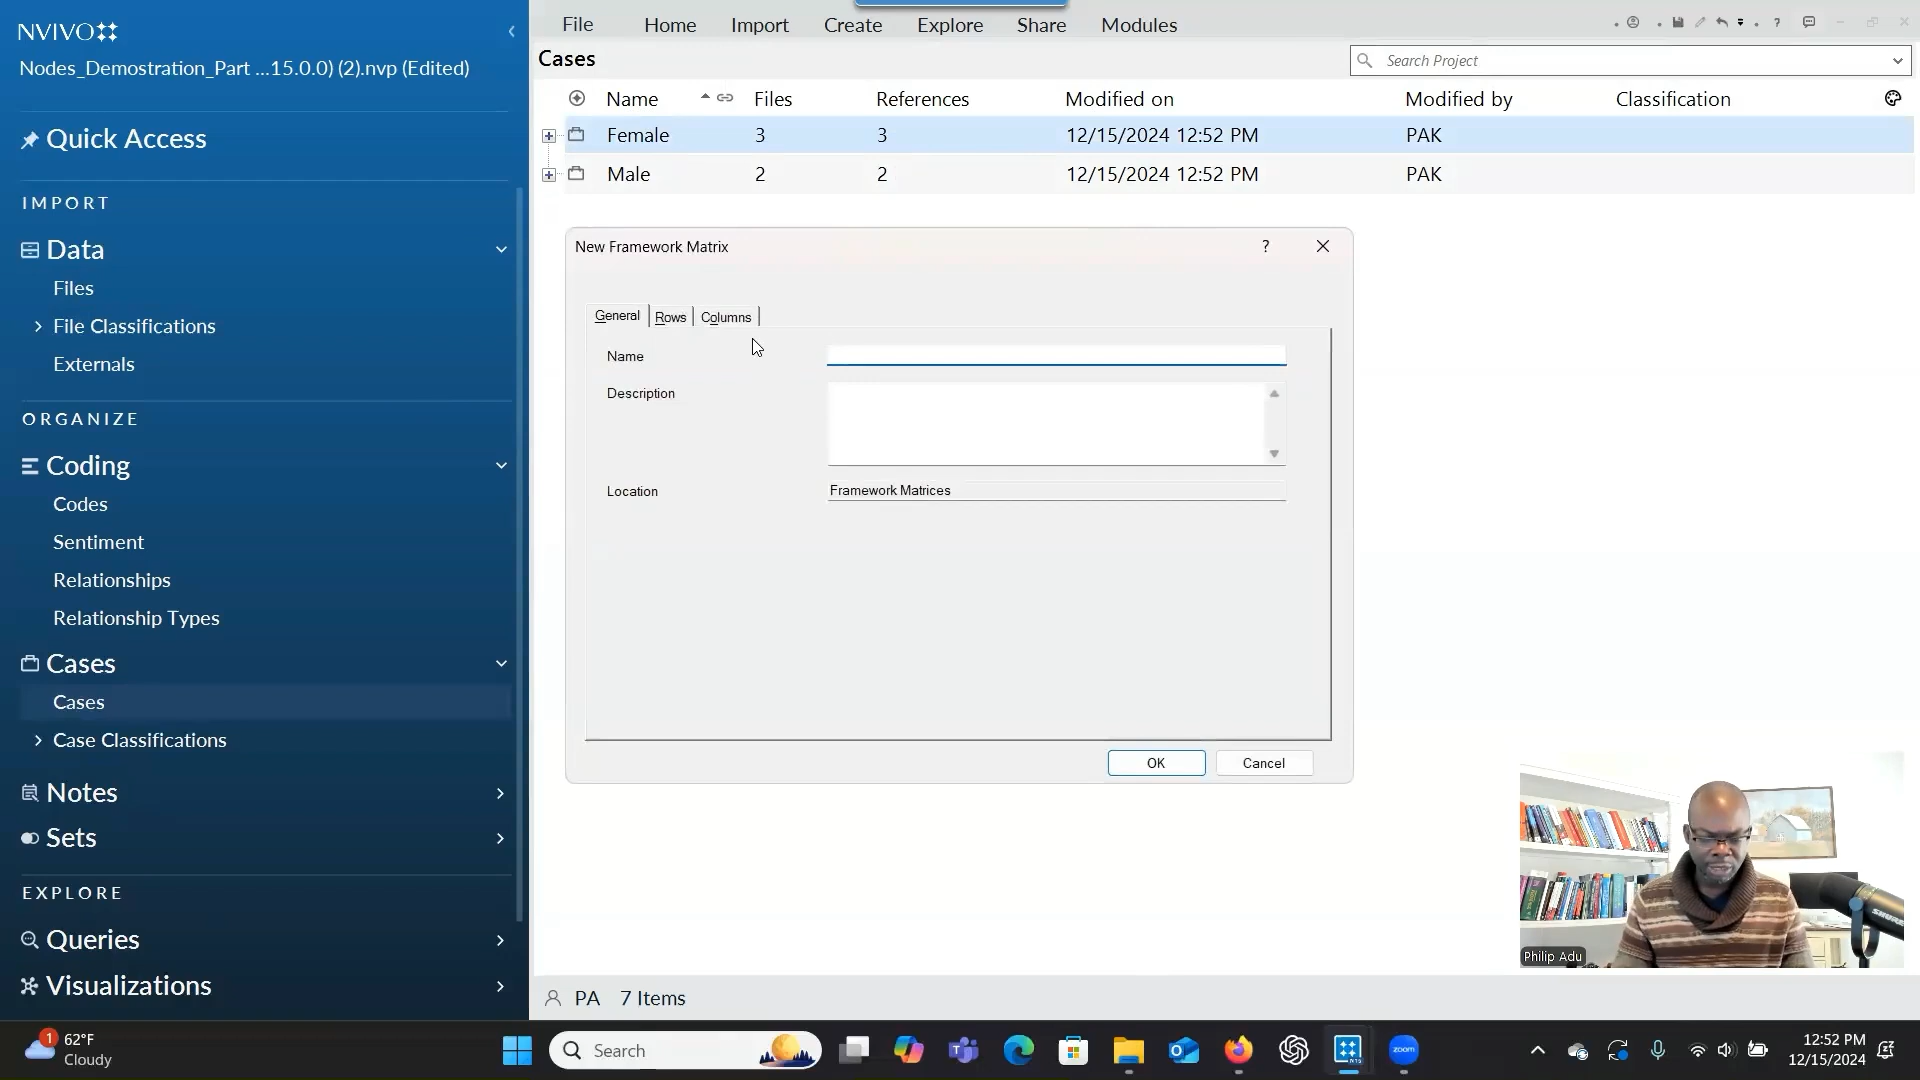 NVIVO
Nodes_Demostration_Part ...15.0.0) (2).nvp (Edited)
Quick Access
IMPORT
Data
Files
File Classifications
Externals
ORGANIZE
Coding
Codes
Sentiment
Relationships
Relationship Types
Cases
Cases
Case Classifications
Notes
Sets
EXPLORE
Queries
Visualizations
File Home Import Create Explore Share Modules
Cases
Search Project
Name Files References Modified on Modified by Classification
Female 3 3 12/15/2024 12:52 PM PAK
Male 2 2 12/15/2024 12:52 PM PAK
New Framework Matrix ?
General Rows Columns
Name
Description
Location Framework Matrices
OK Cancel
SHURE
Philip Adu
PA 7 Items
1 62°F
Cloudy
Search
zoom
12:52 PM
12/15/2024